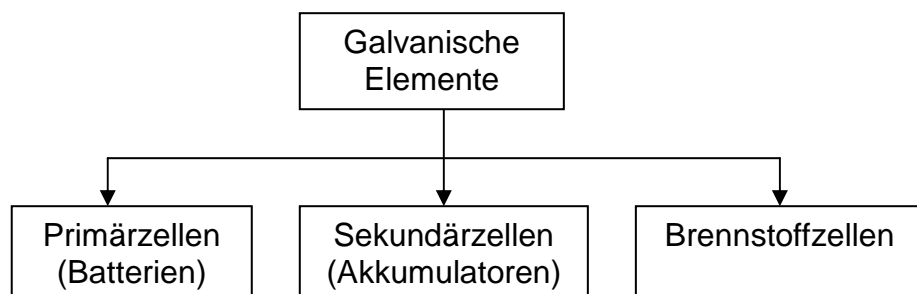 Galvanische
Elemente
Primärzellen
(Batterien)
Sekundärzellen
(Akkumulatoren)
Brennstoffzellen